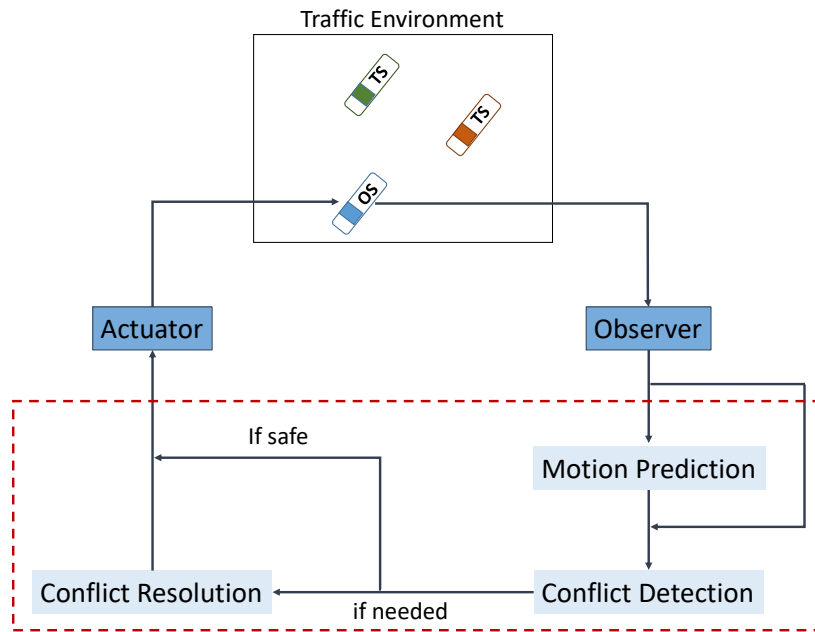 Traffic Environment
TS
TS
OS
Actuator
Observer
If safe
Motion Prediction
Conflict Resolution
if needed
Conflict Detection